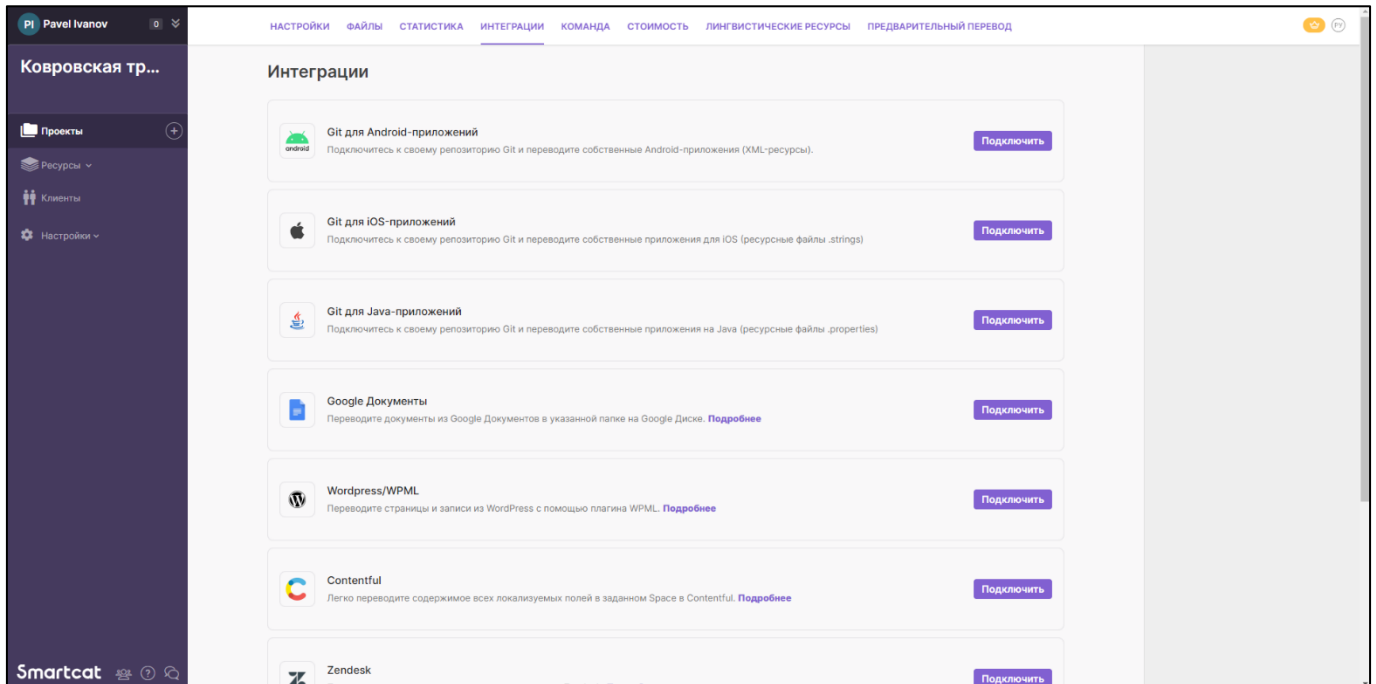 PI Pavel Ivanov 0
НАСТРОЙКИ ФАЙЛЫ СТАТИСТИКА ИНТЕГРАЦИИ КОМАНДА СТОИМОСТЬ ЛИНГВИСТИЧЕСКИЕ РЕСУРСЫ ПРЕДВАРИТЕЛЬНЫЙ ПЕРЕВОД
РУ
Ковровская тр...
Проекты
Ресурсы
Клиенты
Настройки
Интеграции
android
Git для Android-приложений
Подключитесь к своему репозиторию Git и переводите собственные Android-приложения (XML-ресурсы).
Подключить
Git для iOS-приложений
Подключитесь к своему репозиторию Git и переводите собственные приложения для iOS (ресурсные файлы .strings)
Подключить
Git для Java-приложений
Подключитесь к своему репозиторию Git и переводите собственные приложения на Java (ресурсные файлы .properties)
Подключить
Google Документы
Переводите документы из Google Документов в указанной папке на Google Диске. Подробнее
Подключить
Wordpress/WPML
Переводите страницы и записи из WordPress с помощью плагина WPML. Подробнее
Подключить
Contentful
Легко переводите содержимое всех локализуемых полей в заданном Space в Contentful. Подробнее
Подключить
Zendesk
Подключить
Smartcat